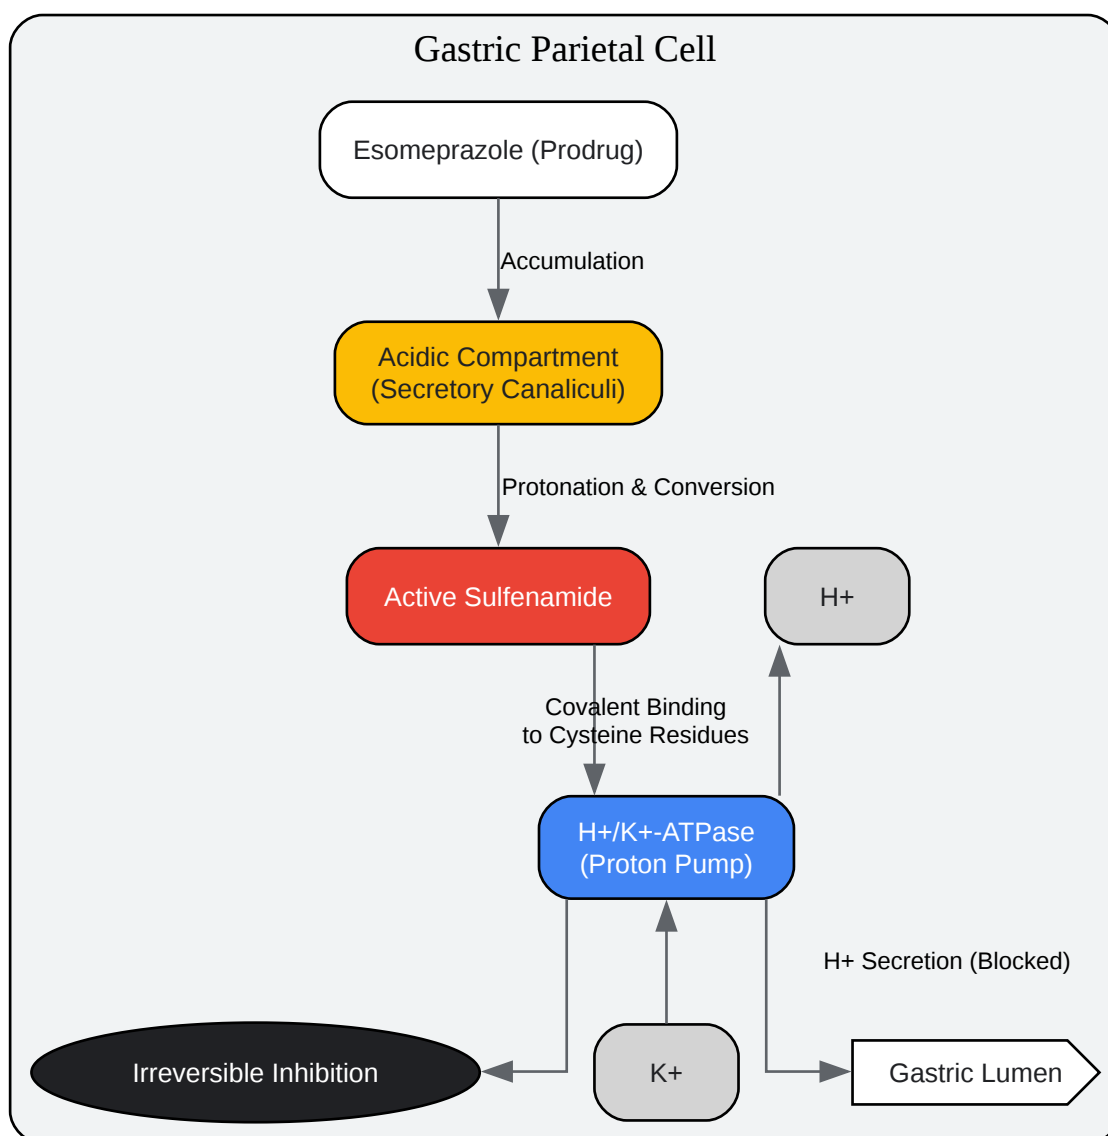 Gastric Parietal Cell
Esomeprazole (Prodrug)
Accumulation
Acidic Compartment
(Secretory Canaliculi)
Protonation & Conversion
Active Sulfenamide
H+
Covalent Binding
to Cysteine Residues
H+/K+-ATPase
(Proton Pump)
H+ Secretion (Blocked)
Irreversible Inhibition
K+
Gastric Lumen